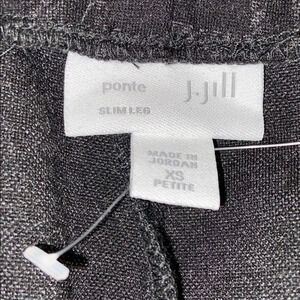 ponte J.Jill
SLIM LEG
MADE IN
JORDAN
XS
PETITE